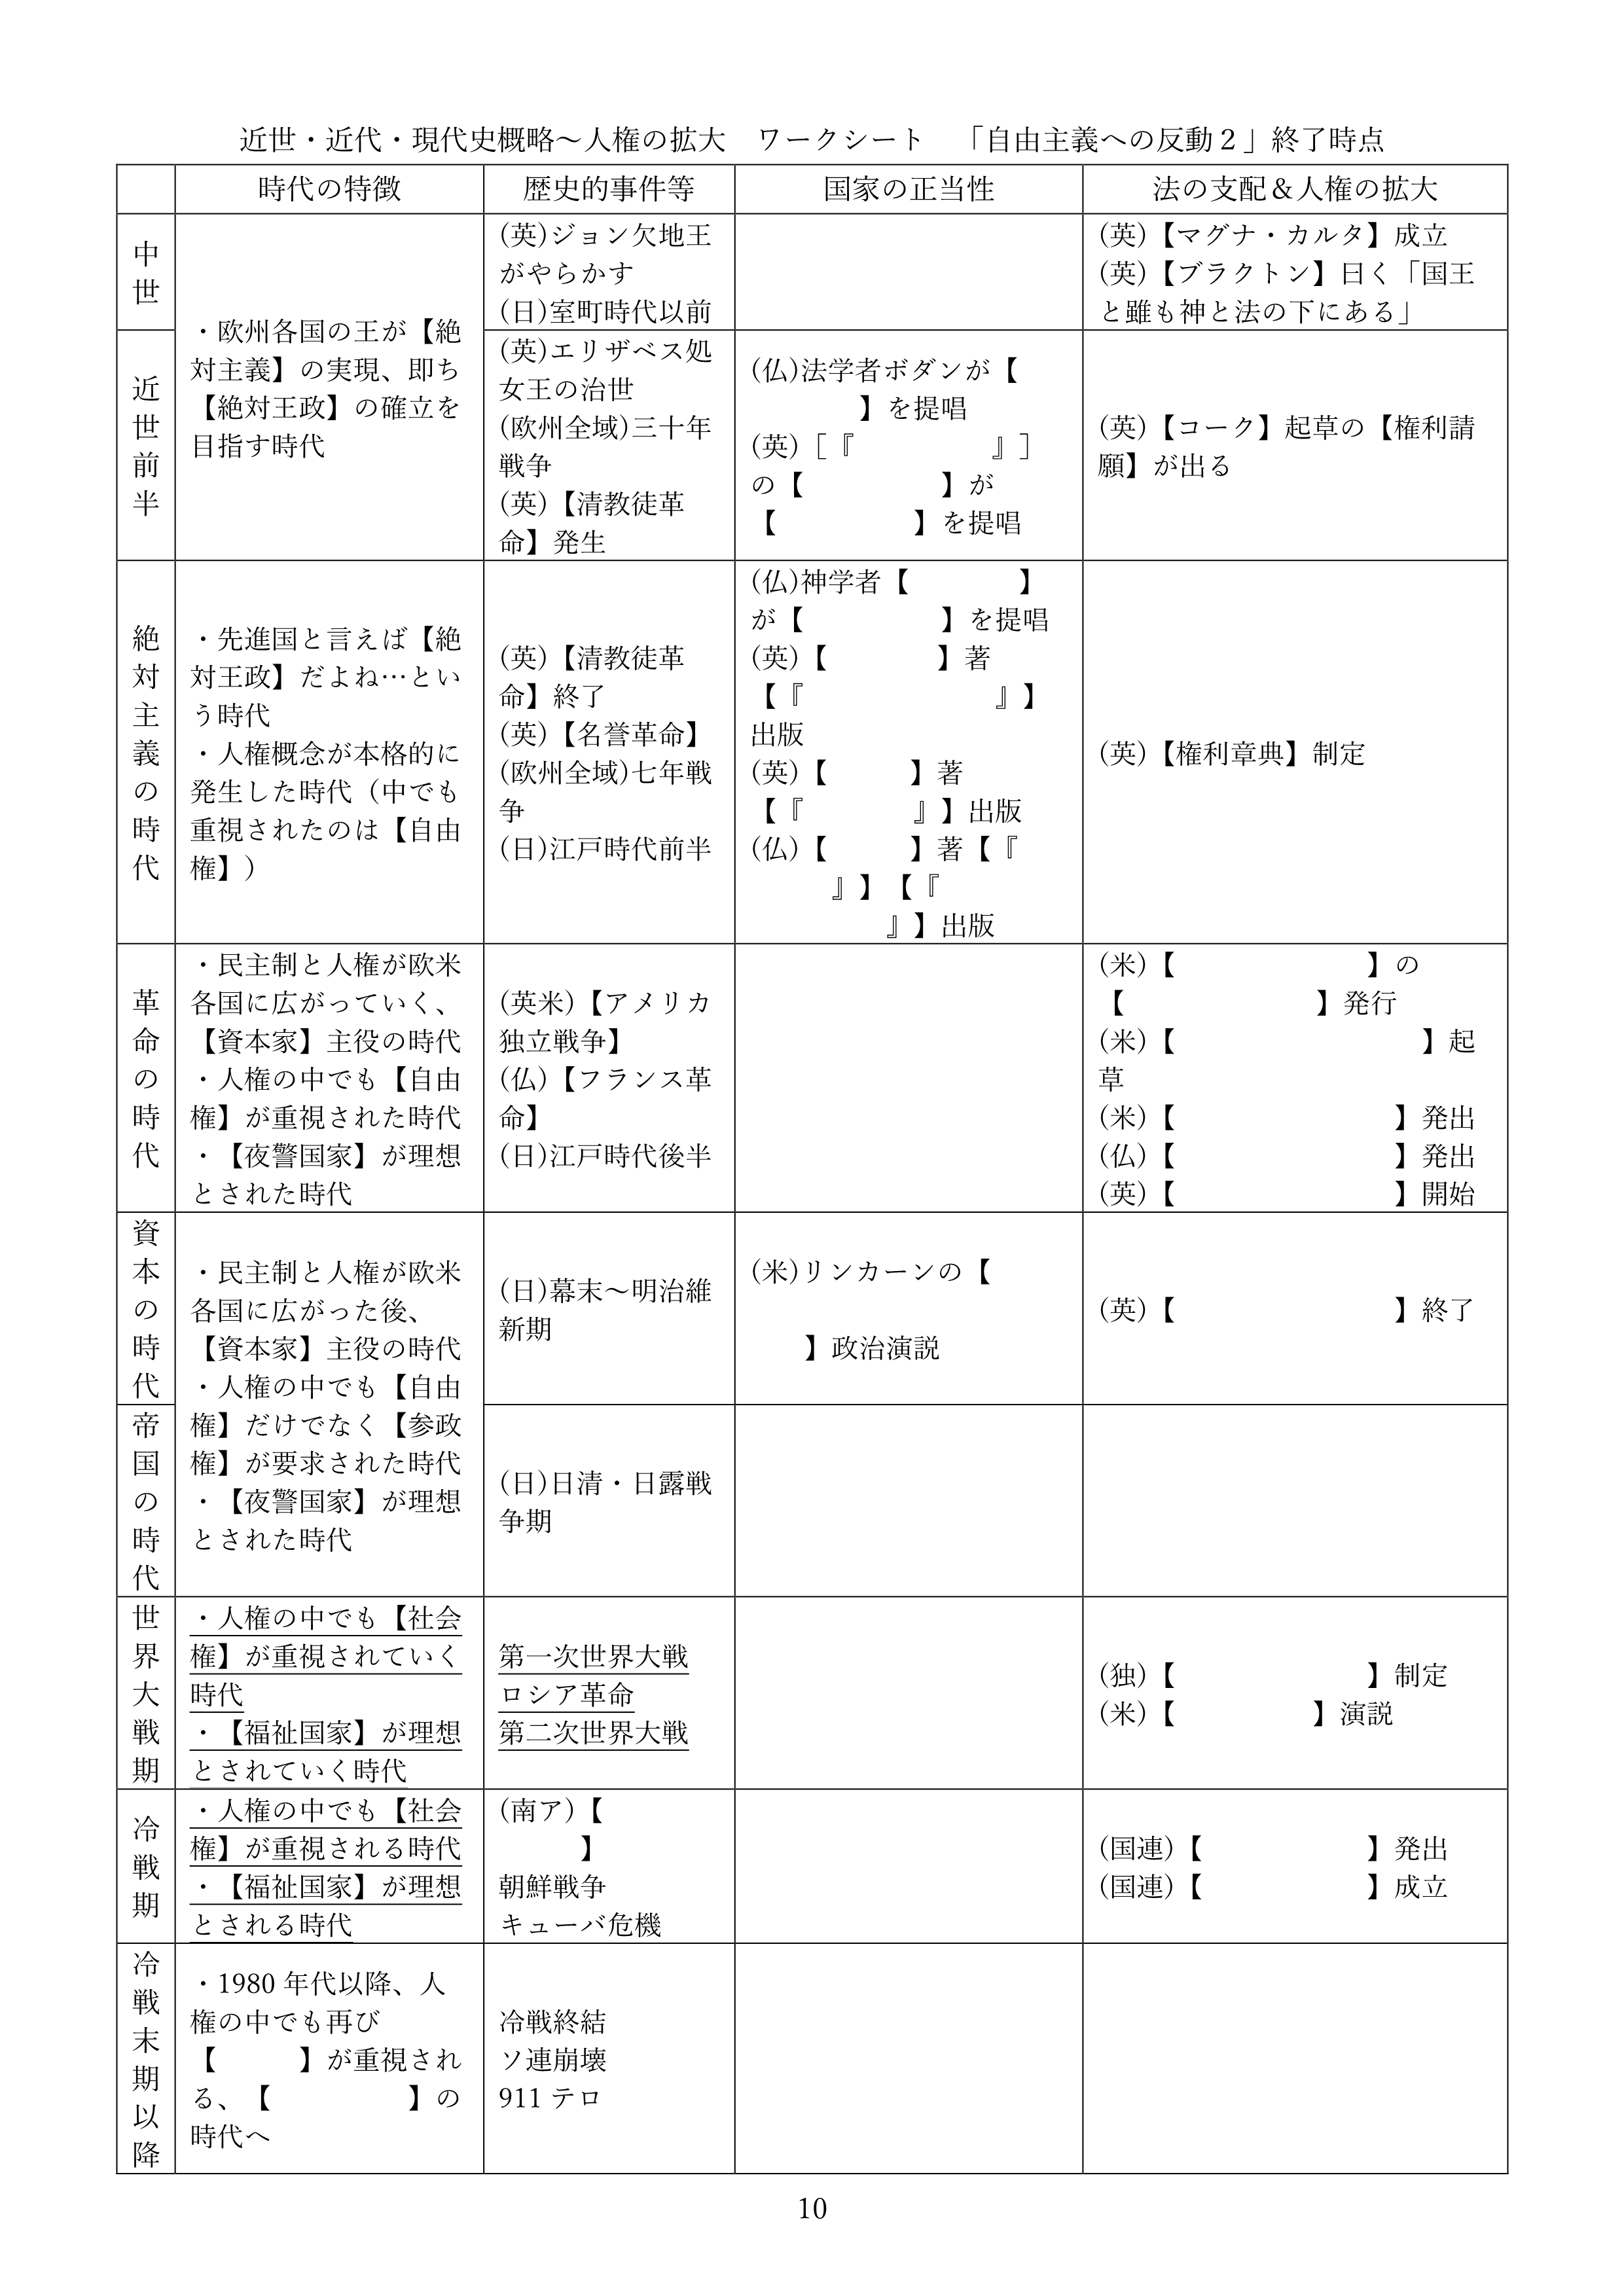 近世・近代・現代史概略～人権の拡大　ワークシート　「自由主義への反動２」終了時点
時代の特徴
歴史的事件等
国家の正当性
法の支配＆人権の拡大
中世
・欧州各国の王が【絶
対主義】の実現、即ち
【絶対王政】の確立を
目指す時代
(英)ジョン欠地王
がやらかす
(日)室町時代以前
(英)【マグナ・カルタ】成立
(英)【ブラクトン】曰く「国王
と雖も神と法の下にある」
近世前半
(英)エリザベス処
女王の治世
(欧州全域)三十年
戦争
(英)【清教徒革
命】発生
(仏)法学者ボダンが【
　　　　】を提唱
(英)［『　　　　　』］
の【　　　　　】が
【　　　　　】を提唱
(英)【コーク】起草の【権利請
願】が出る
絶対主義の時代
・先進国と言えば【絶
対王政】だよね…とい
う時代
・人権概念が本格的に
発生した時代（中でも
重視されたのは【自由
権】）
(英)【清教徒革
命】終了
(英)【名誉革命】
(欧州全域)七年戦
争
(日)江戸時代前半
(仏)神学者【　　　　】
が【　　　　　】を提唱
(英)【　　　　】著
【『　　　　　　　』】
出版
(英)【　　　】著
【『　　　　』】出版
(仏)【　　　】著【『
　　　』】【『
　　　　　』】出版
(英)【権利章典】制定
革命の時代
・民主制と人権が欧米
各国に広がっていく、
【資本家】主役の時代
・人権の中でも【自由
権】が重視された時代
・【夜警国家】が理想
とされた時代
(英米)【アメリカ
独立戦争】
(仏)【フランス革
命】
(日)江戸時代後半
(米)【　　　　　　　】の
【　　　　　　　】発行
(米)【　　　　　　　　　】起
草
(米)【　　　　　　　　】発出
(仏)【　　　　　　　　】発出
(英)【　　　　　　　　】開始
資本の時代
・民主制と人権が欧米
各国に広がった後、
【資本家】主役の時代
・人権の中でも【自由
権】だけでなく【参政
権】が要求された時代
・【夜警国家】が理想
とされた時代
(日)幕末～明治維
新期
(米)リンカーンの【
　　】政治演説
(英)【　　　　　　　　】終了
帝国の時代
(日)日清・日露戦
争期
世界大戦期
・人権の中でも【社会
権】が重視されていく
時代
・【福祉国家】が理想
とされていく時代
第一次世界大戦
ロシア革命
第二次世界大戦
(独)【　　　　　　　】制定
(米)【　　　　　】演説
冷戦期
・人権の中でも【社会
権】が重視される時代
・【福祉国家】が理想
とされる時代
(南ア)【
　　　】
朝鮮戦争
キューバ危機
(国連)【　　　　　　】発出
(国連)【　　　　　　】成立
冷戦末期以降
・1980 年代以降、人
権の中でも再び
【　　　】が重視され
る、【　　　　　】の
時代へ
冷戦終結
ソ連崩壊
911 テロ
10